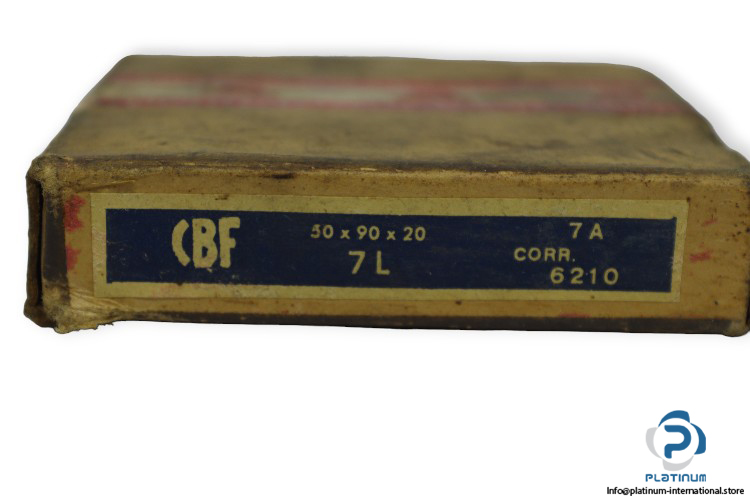 CBF
50 x 90 x 20
7 L
7 A
CORR.
6210
PLATINUM
Info@platinum-international.store